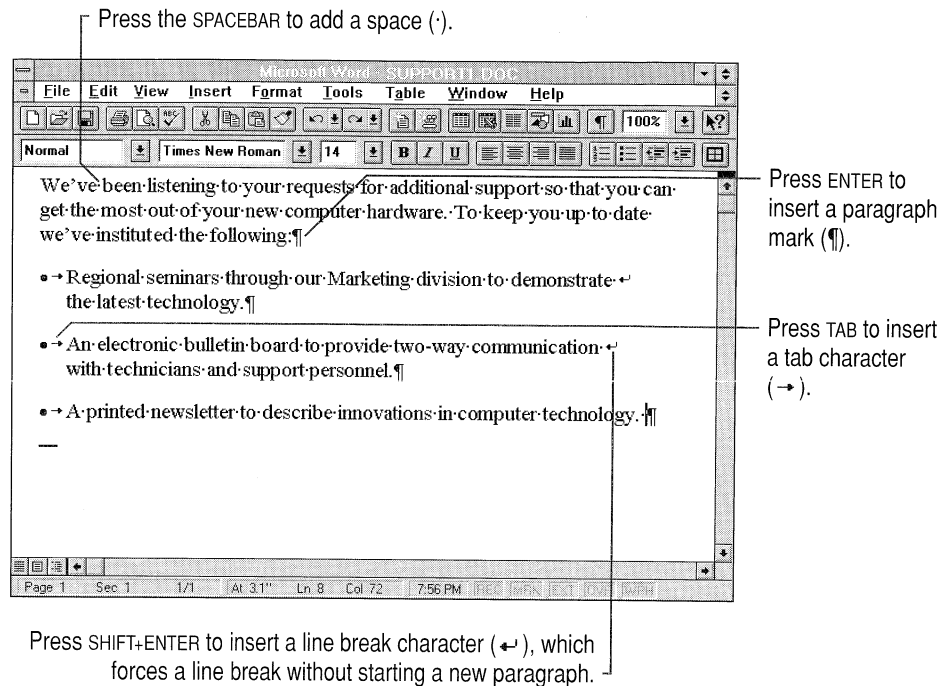 Press the SPACEBAR to add a space (·).
Microsoft Word - SUPPORT1.DOC
File Edit View Insert Format Tools Table Window Help
ABC ¶ 100% ?
Normal Times New Roman 14 B I U
We've·been·listening·to·your·requests·for·additional·support·so·that·you·can·
get·the·most·out·of·your·new·computer·hardware.·To·keep·you·up·to·date·
we've·instituted·the·following:¶
Press ENTER to
insert a paragraph
mark (¶).
•→Regional·seminars·through·our·Marketing·division·to·demonstrate·↵
the·latest·technology.¶
•→An·electronic·bulletin·board·to·provide·two-way·communication·↵
with·technicians·and·support·personnel.¶
Press TAB to insert
a tab character
(→).
•→A·printed·newsletter·to·describe·innovations·in·computer·technology.·¶
Page 1 Sec 1 1/1 At 3.1" Ln 8 Col 72 7:56 PM REC MRK EXT OVR WPH
Press SHIFT+ENTER to insert a line break character (↵), which
forces a line break without starting a new paragraph.